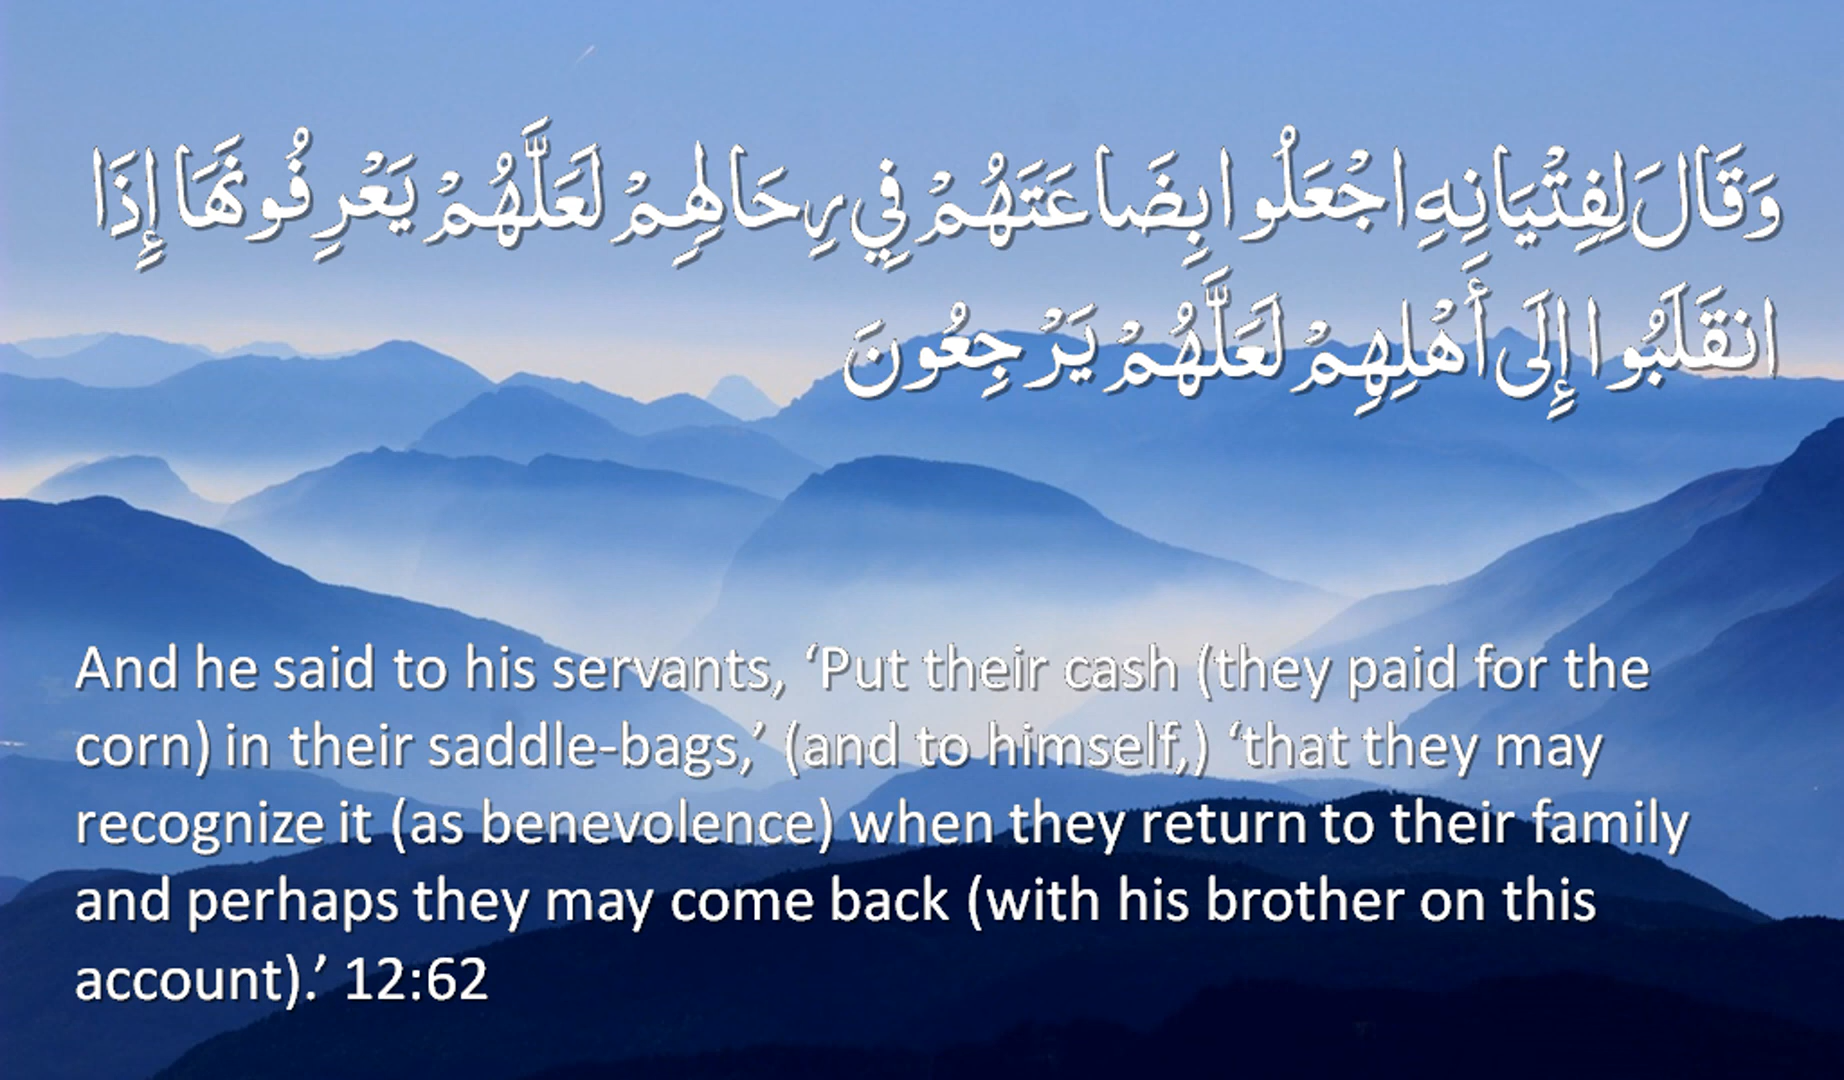 وَقَالَ لِفِتْيَانِهِ اجْعَلُوا بِضَاعَتَهُمْ فِي رِحَالِهِمْ لَعَلَّهُمْ يَعْرِفُونَهَا إِذَا
انقَلَبُوا إِلَى أَهْلِهِمْ لَعَلَّهُمْ يَرْجِعُونَ
And he said to his servants, ‘Put their cash (they paid for the
corn) in their saddle-bags,’ (and to himself,) ‘that they may
recognize it (as benevolence) when they return to their family
and perhaps they may come back (with his brother on this
account).’ 12:62